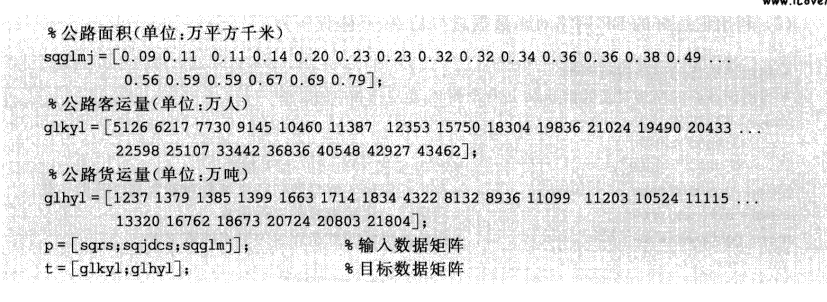 www.iLoveM
%公路面积(单位:万平方千米)
sqglmj=[0.09 0.11 0.11 0.14 0.20 0.23 0.23 0.32 0.32 0.34 0.36 0.36 0.38 0.49 ...
0.56 0.59 0.59 0.67 0.69 0.79];
%公路客运量(单位:万人)
glkyl=[5126 6217 7730 9145 10460 11387 12353 15750 18304 19836 21024 19490 20433 ...
22598 25107 33442 36836 40548 42927 43462];
%公路货运量(单位:万吨)
glhyl=[1237 1379 1385 1399 1663 1714 1834 4322 8132 8936 11099 11203 10524 11115 ...
13320 16762 18673 20724 20803 21804];
p=[sqrs;sqjdcs;sqglmj]; %输入数据矩阵
t=[glkyl;glhyl]; %目标数据矩阵